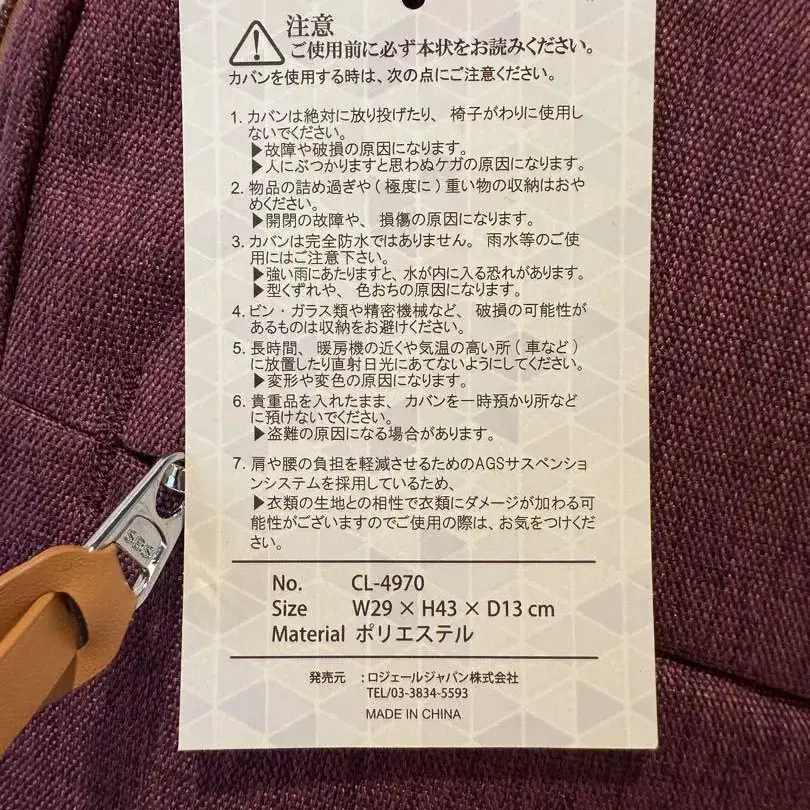 注意
ご使用前に必ず本状をお読みください。
カバンを使用する時は、次の点にご注意ください。
1. カバンは絶対に放り投げたり、椅子がわりに使用し
ないでください。
▶故障や破損の原因になります。
▶人にぶつかりますと思わぬケガの原因になります。
2. 物品の詰め過ぎや(極度に)重い物の収納はおや
めください。
▶開閉の故障や、損傷の原因になります。
3. カバンは完全防水ではありません。雨水等のご使
用にはご注意下さい。
▶強い雨にあたりますと、水が内に入る恐れがあります。
▶型くずれや、色おちの原因になります。
4. ビン・ガラス類や精密機械など、破損の可能性が
あるものは収納をお避けください。
5. 長時間、暖房機の近くや気温の高い所(車など)
に放置したり直射日光にあてないようにしてください。
▶変形や変色の原因になります。
6. 貴重品を入れたまま、カバンを一時預かり所など
に預けないでください。
▶盗難の原因になる場合があります。
7. 肩や腰の負担を軽減させるためのAGSサスペンショ
ンシステムを採用しているため、
▶衣類の生地との相性で衣類にダメージが加わる可
能性がございますのでご使用の際は、お気をつけくだ
さい。
No. CL-4970
Size W29 × H43 × D13 cm
Material ポリエステル
発売元 :ロジェールジャパン株式会社
TEL/03-3834-5593
MADE IN CHINA
SBS